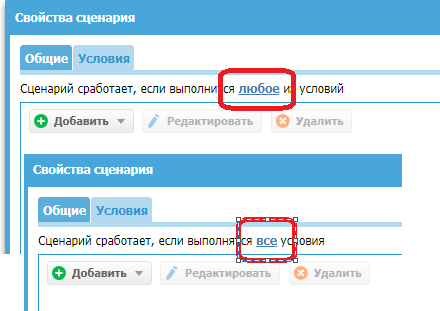 Свойства сценария
Общие Условия
Сценарий сработает, если выполнится любое из условий
Добавить Редактировать Удалить
Свойства сценария
Общие Условия
Сценарий сработает, если выполнятся все условия
Добавить Редактировать Удалить